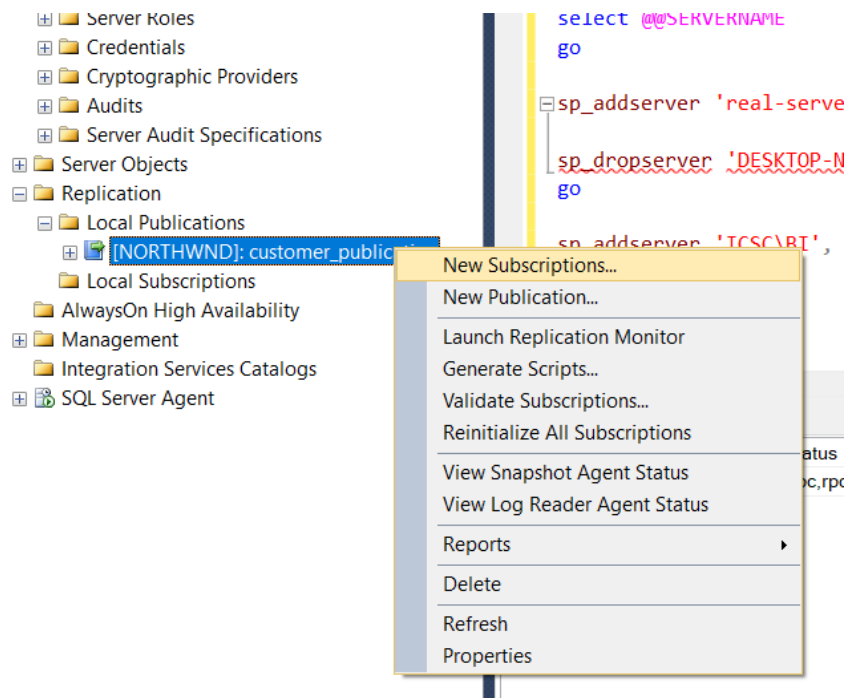 Server Roles
Credentials
Cryptographic Providers
Audits
Server Audit Specifications
Server Objects
Replication
Local Publications
[NORTHWND]: customer_public
Local Subscriptions
AlwaysOn High Availability
Management
Integration Services Catalogs
SQL Server Agent
New Subscriptions...
New Publication...
Launch Replication Monitor
Generate Scripts...
Validate Subscriptions...
Reinitialize All Subscriptions
View Snapshot Agent Status
View Log Reader Agent Status
Reports
Delete
Refresh
Properties
select @@SERVERNAME
go
sp_addserver 'real-serve
sp_dropserver 'DESKTOP-N
go
sp_addserver 'ICSC\BI',
atus
oc,rpc